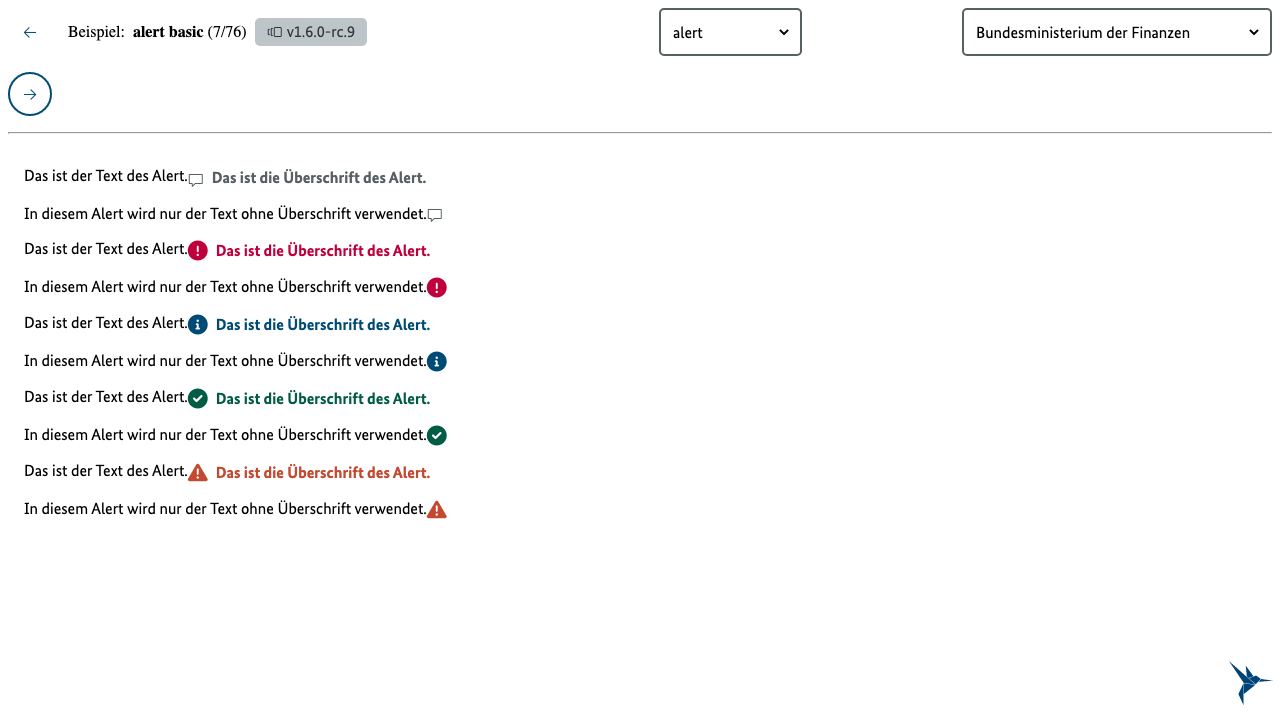 Beispiel: alert basic (7/76) v1.6.0-rc.9 alert Bundesministerium der Finanzen
Das ist der Text des Alert. Das ist die Überschrift des Alert.
In diesem Alert wird nur der Text ohne Überschrift verwendet.
Das ist der Text des Alert. Das ist die Überschrift des Alert.
In diesem Alert wird nur der Text ohne Überschrift verwendet.
Das ist der Text des Alert. Das ist die Überschrift des Alert.
In diesem Alert wird nur der Text ohne Überschrift verwendet.
Das ist der Text des Alert. Das ist die Überschrift des Alert.
In diesem Alert wird nur der Text ohne Überschrift verwendet.
Das ist der Text des Alert. Das ist die Überschrift des Alert.
In diesem Alert wird nur der Text ohne Überschrift verwendet.